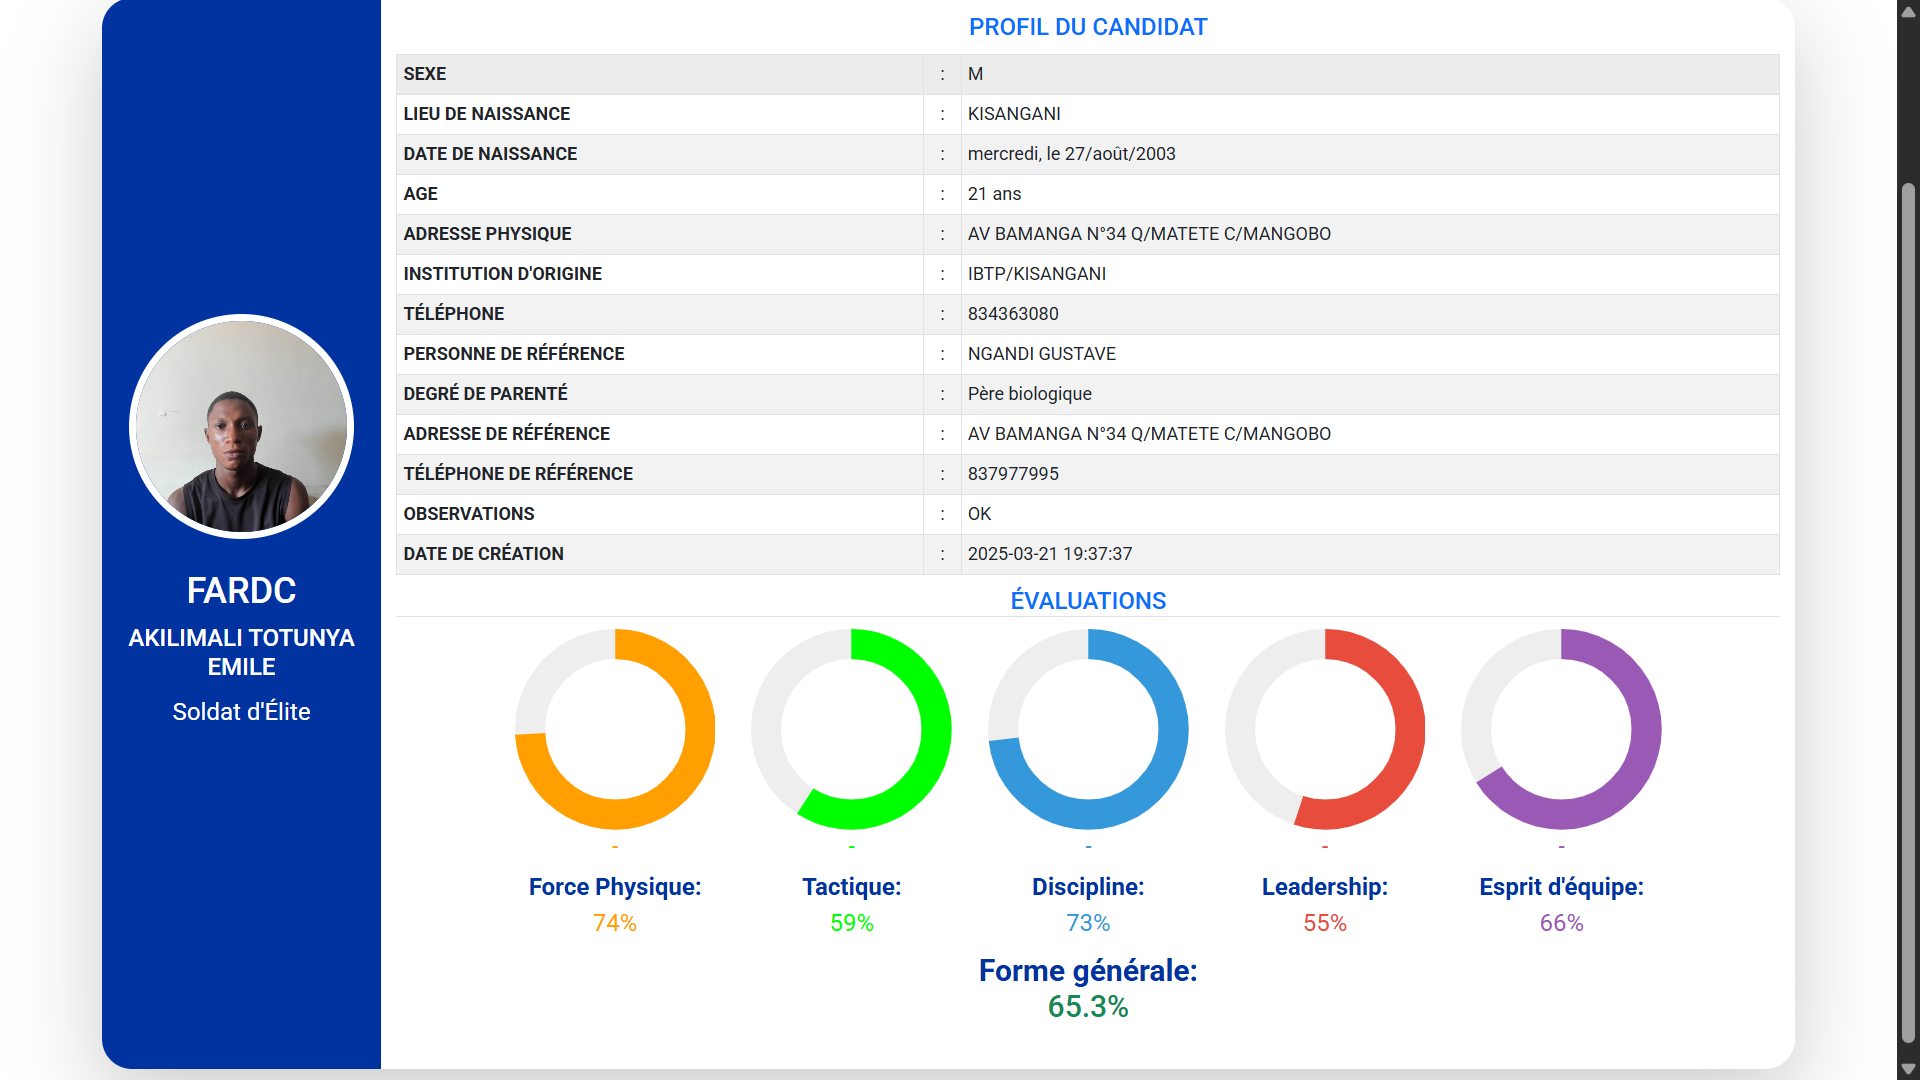 FARDC
AKILIMALI TOTUNYA
EMILE
Soldat d'Élite
PROFIL DU CANDIDAT
SEXE : M
LIEU DE NAISSANCE : KISANGANI
DATE DE NAISSANCE : mercredi, le 27/août/2003
AGE : 21 ans
ADRESSE PHYSIQUE : AV BAMANGA N°34 Q/MATETE C/MANGOBO
INSTITUTION D'ORIGINE : IBTP/KISANGANI
TÉLÉPHONE : 834363080
PERSONNE DE RÉFÉRENCE : NGANDI GUSTAVE
DEGRÉ DE PARENTÉ : Père biologique
ADRESSE DE RÉFÉRENCE : AV BAMANGA N°34 Q/MATETE C/MANGOBO
TÉLÉPHONE DE RÉFÉRENCE : 837977995
OBSERVATIONS : OK
DATE DE CRÉATION : 2025-03-21 19:37:37
ÉVALUATIONS
- - - - -
Force Physique: Tactique: Discipline: Leadership: Esprit d'équipe:
74% 59% 73% 55% 66%
Forme générale:
65.3%